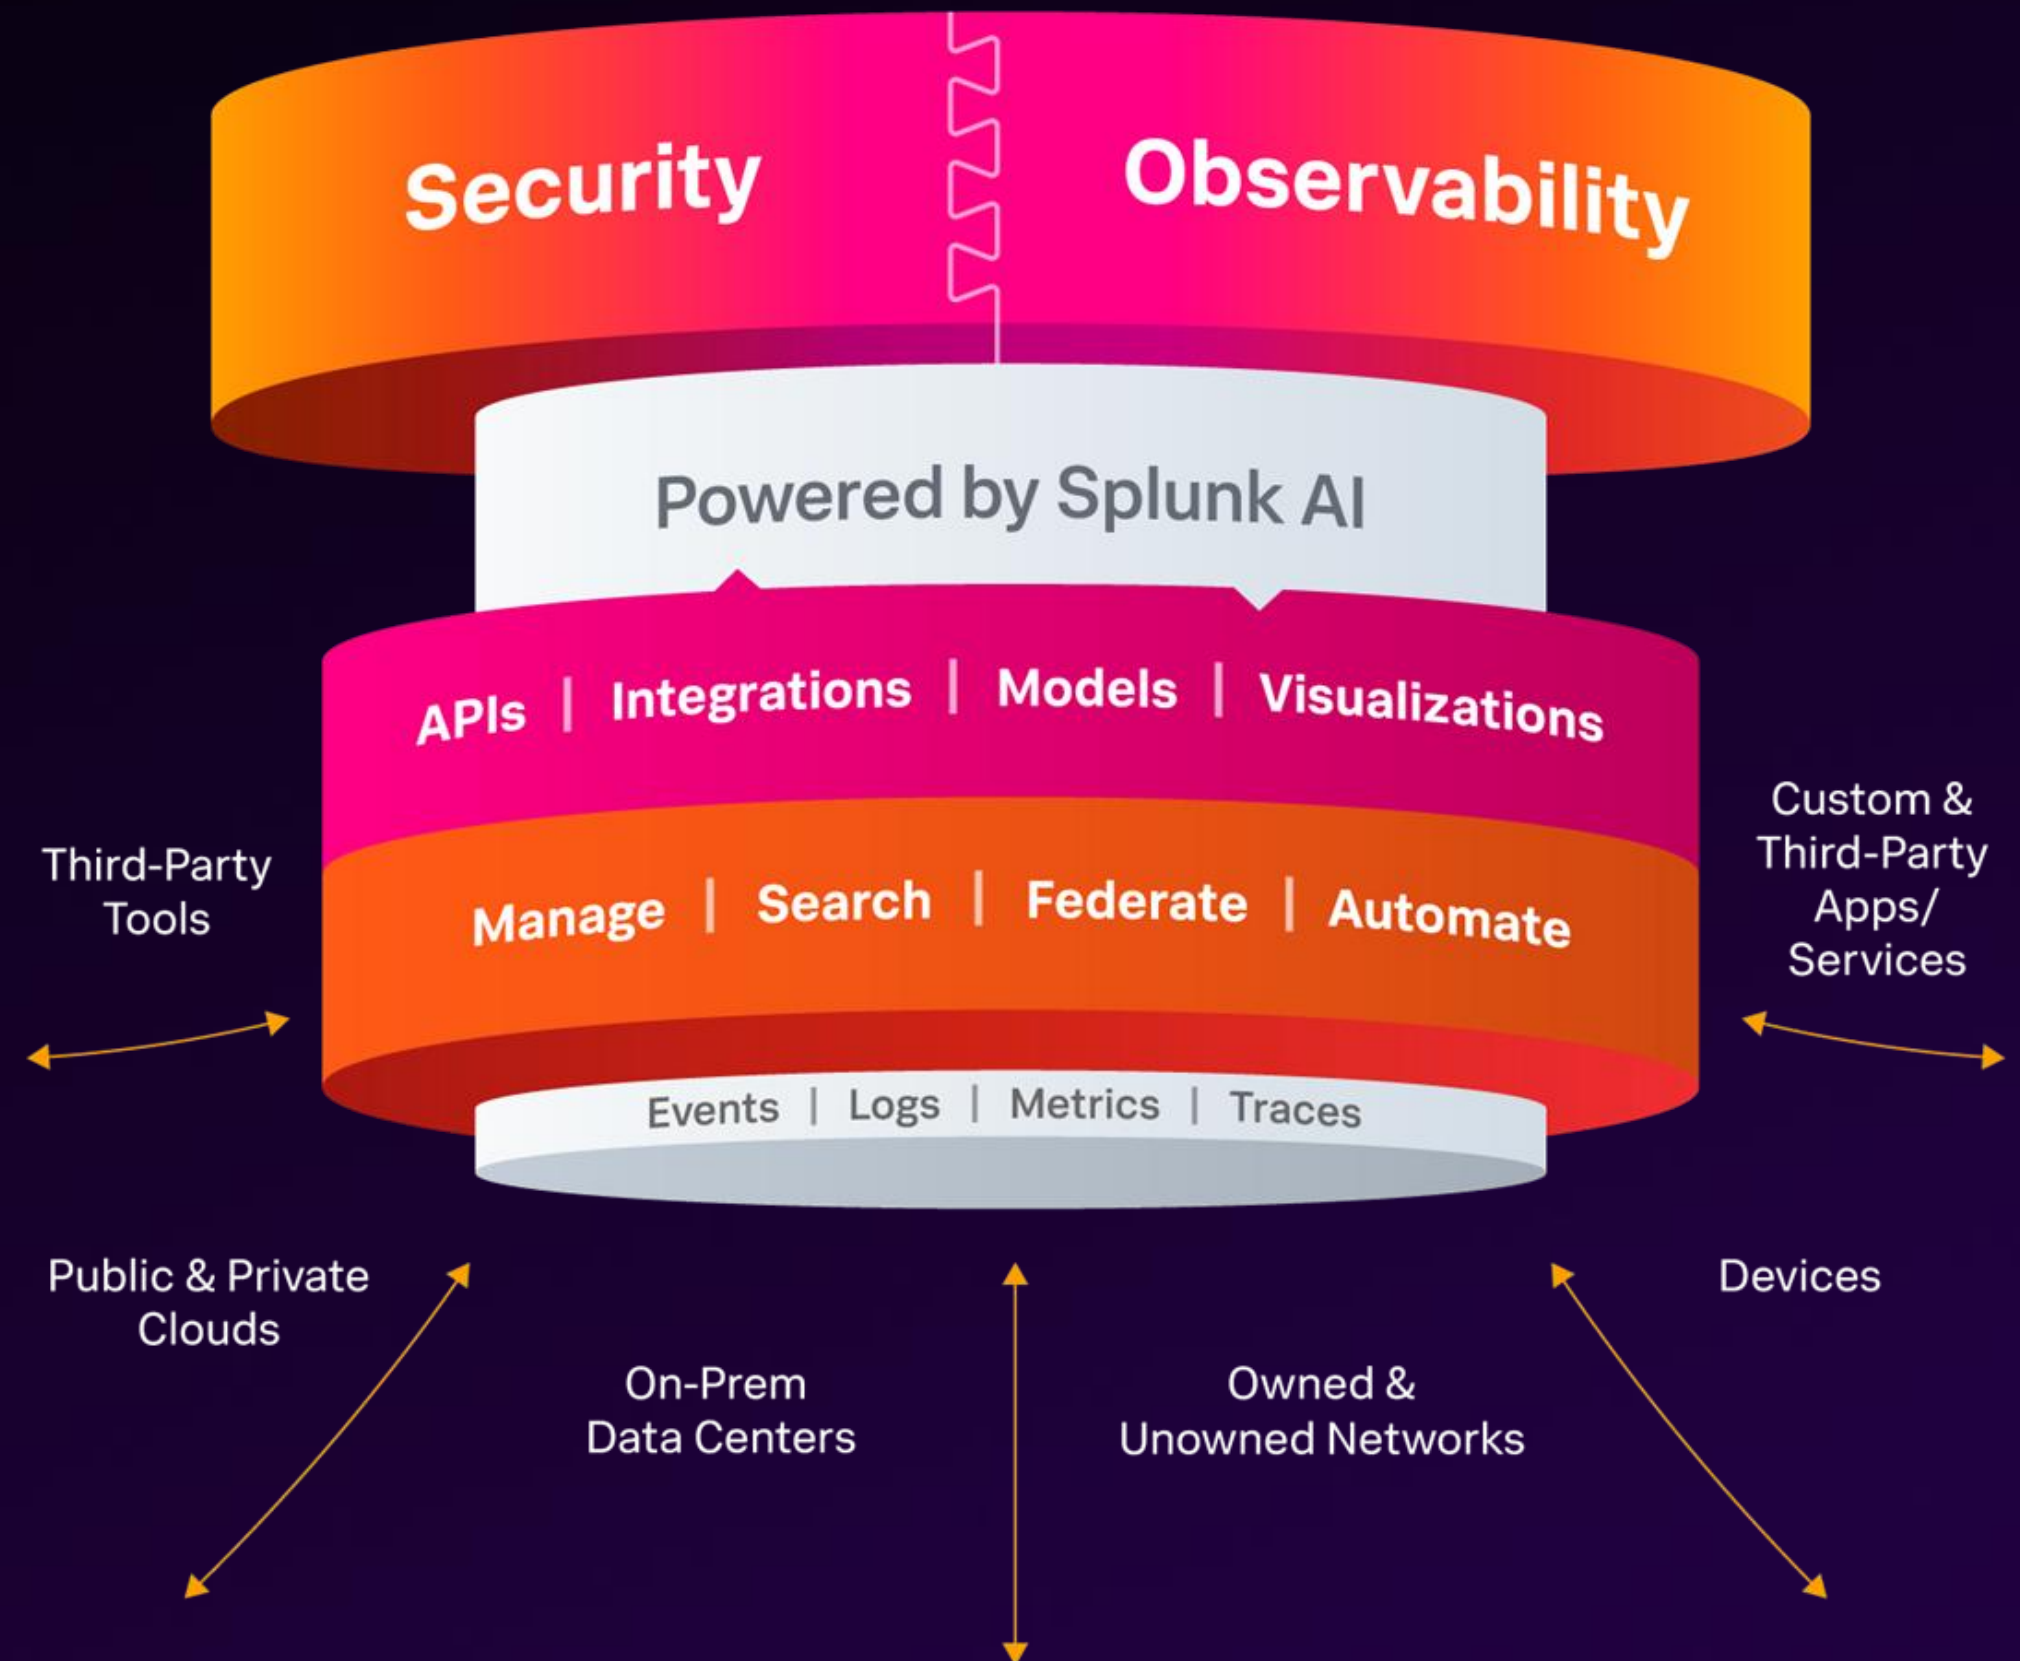 Security Observability
Powered by Splunk AI
APIs | Integrations | Models | Visualizations
Manage | Search | Federate | Automate
Events | Logs | Metrics | Traces
Third-Party
Tools
Custom &
Third-Party
Apps/
Services
Public & Private
Clouds
On-Prem
Data Centers
Owned &
Unowned Networks
Devices